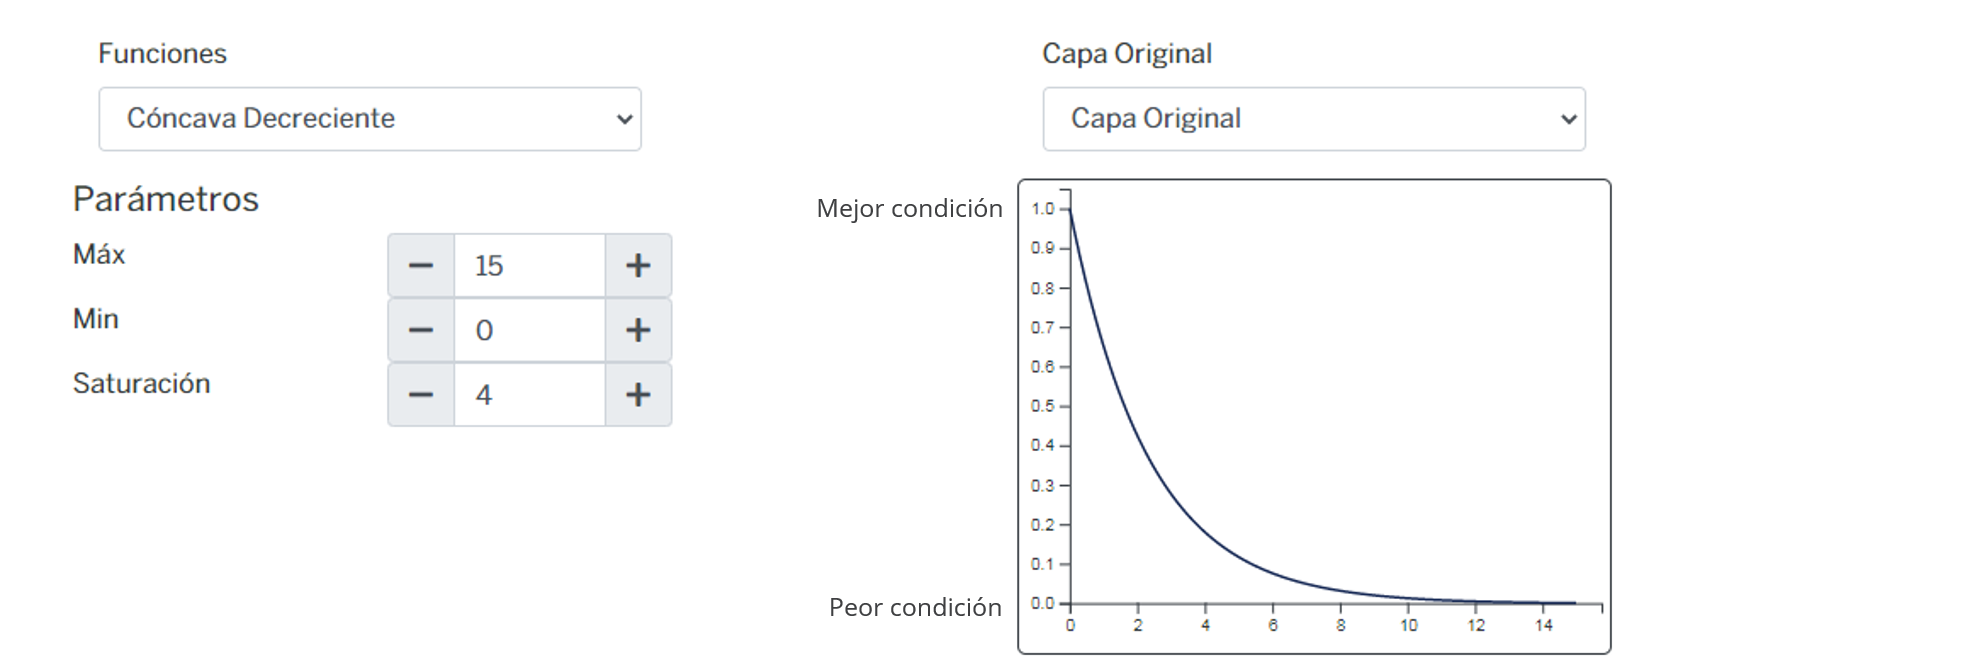 Funciones
Cóncava Decreciente
Parámetros
Máx
15
Min
0
Saturación
4
Capa Original
Capa Original
Mejor condición
Peor condición
1.0
0.9
0.8
0.7
0.6
0.5
0.4
0.3
0.2
0.1
0.0
0 2 4 6 8 10 12 14